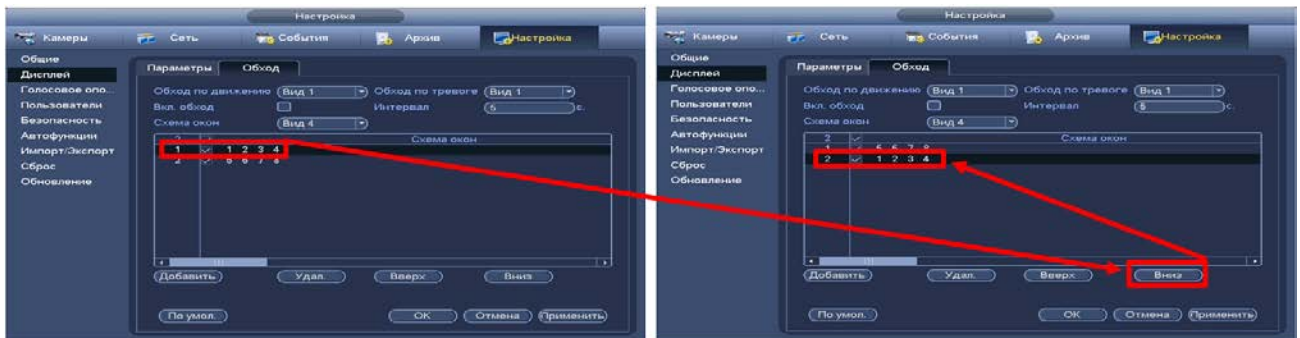 Настройка
Камеры Сеть События Архив Настройка
Общие
Дисплей
Голосовое опо...
Пользователи
Безопасность
Автофункции
Импорт/Экспорт
Сброс
Обновление
Параметры Обход
Обход по движению Вид 1 Обход по тревоге Вид 1
Вкл. обход Интервал 5 с.
Схема окон Вид 4
2 Схема окон
1 1 2 3 4
2 5 6 7 8
Добавить Удал. Вверх Вниз
По умол. ОК Отмена Применить
Настройка
Камеры Сеть События Архив Настройка
Общие
Дисплей
Голосовое опо...
Пользователи
Безопасность
Автофункции
Импорт/Экспорт
Сброс
Обновление
Параметры Обход
Обход по движению Вид 1 Обход по тревоге Вид 1
Вкл. обход Интервал 5 с.
Схема окон Вид 4
2 Схема окон
1 5 6 7 8
2 1 2 3 4
Добавить Удал. Вверх Вниз
По умол. ОК Отмена Применить